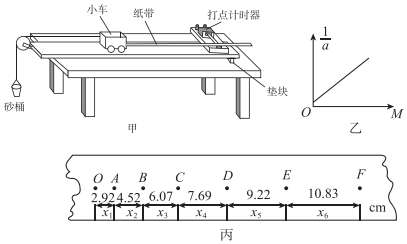 小车
纸带
打点计时器
砂桶
垫块
甲
1/a
O
M
乙
O A B C D E F
2.92 4.52 6.07 7.69 9.22 10.83
x₁ x₂ x₃ x₄ x₅ x₆ cm
丙